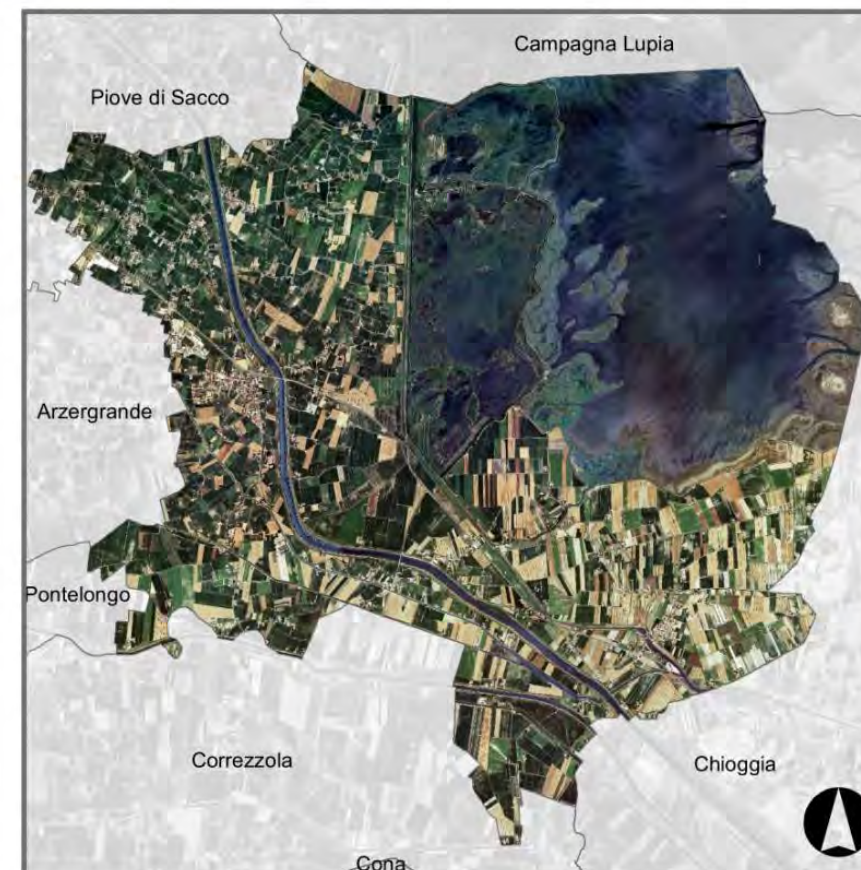 Campagna Lupia
Piove di Sacco
Arzergrande
Pontelongo
Correzzola
Chioggia
Cona